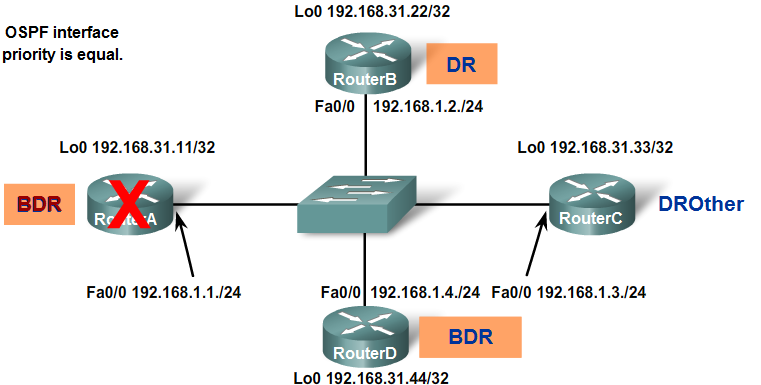 OSPF interface
priority is equal.
Lo0 192.168.31.22/32
RouterB
DR
Fa0/0 192.168.1.2/24
Lo0 192.168.31.11/32
Lo0 192.168.31.33/32
BDR
RouterA
RouterC
DROther
Fa0/0 192.168.1.1./24
Fa0/0 192.168.1.4./24
Fa0/0 192.168.1.3./24
RouterD
BDR
Lo0 192.168.31.44/32